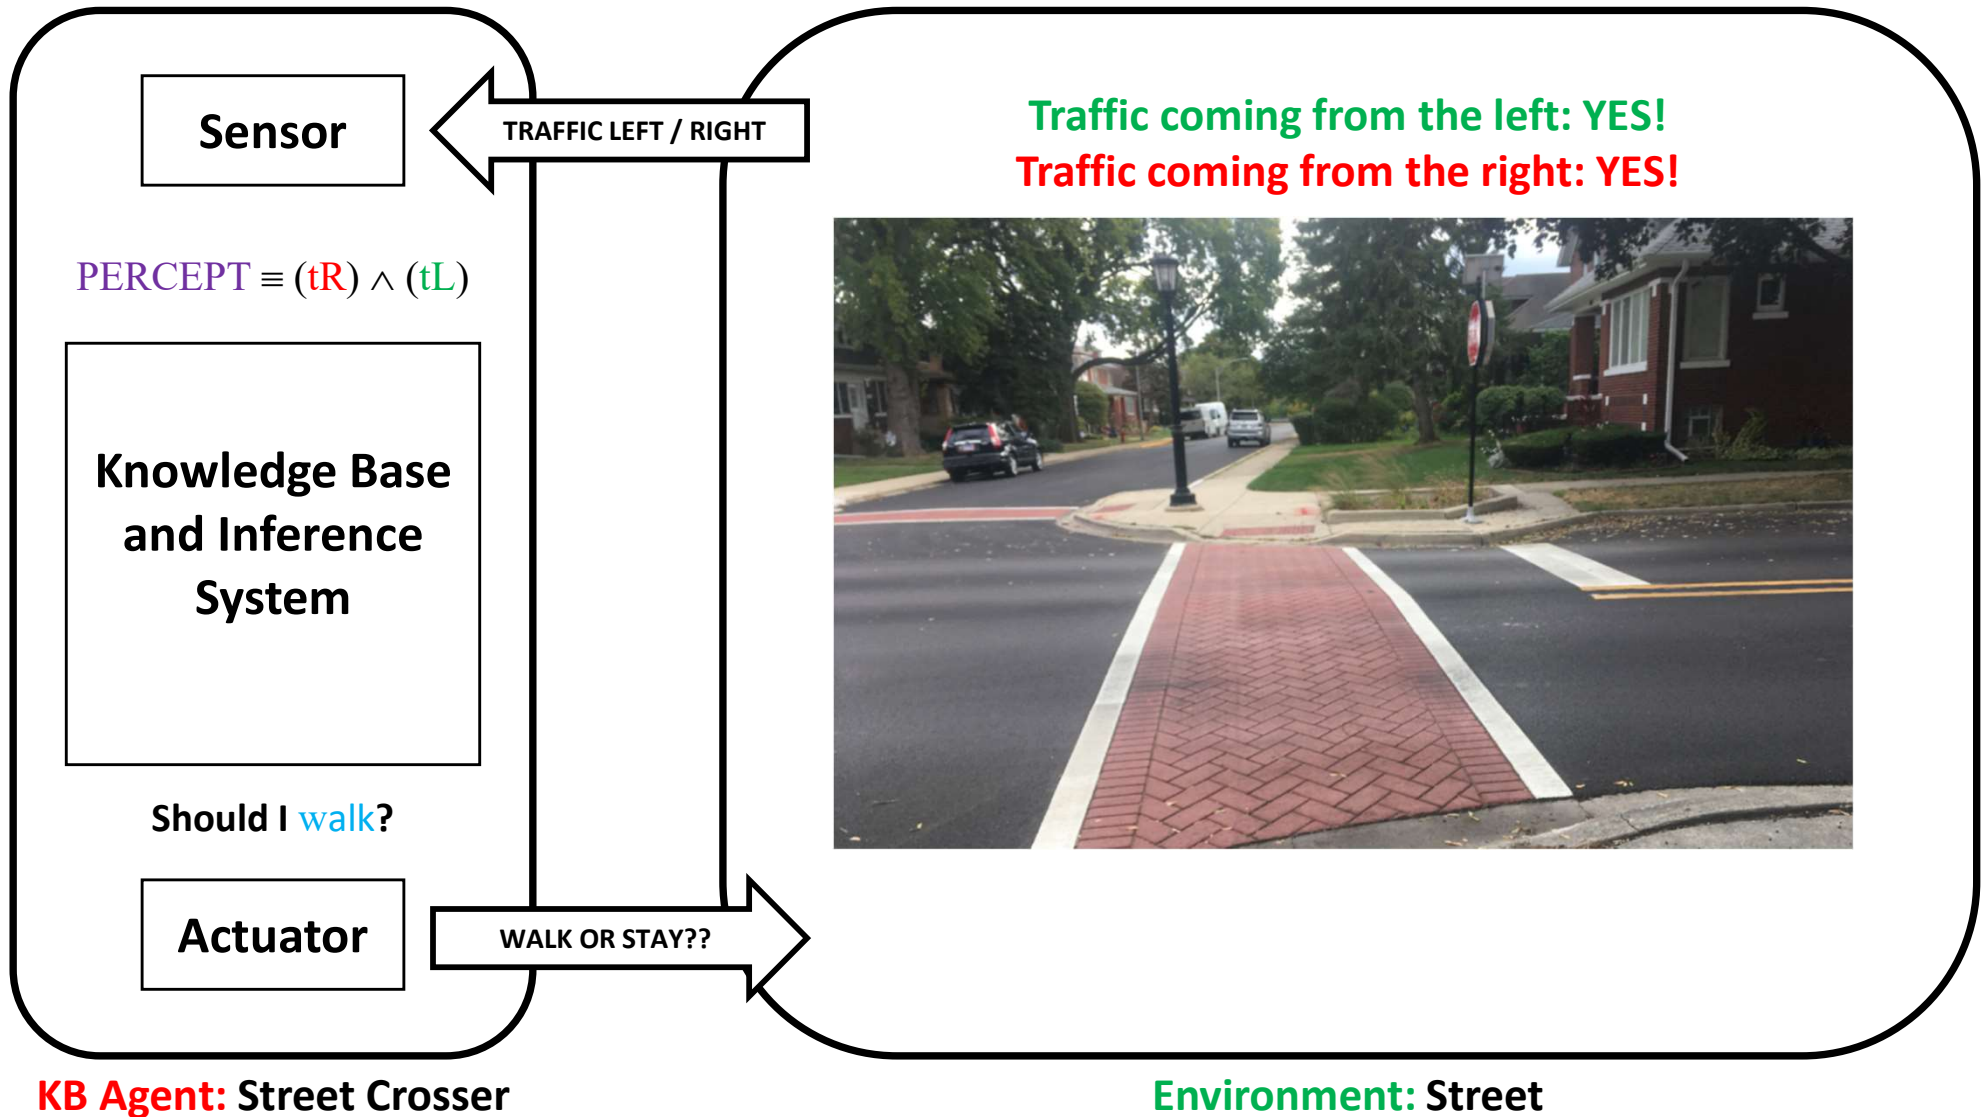 Sensor
TRAFFIC LEFT / RIGHT
Traffic coming from the left: YES!
Traffic coming from the right: YES!
PERCEPT ≡ (tR) ∧ (tL)
Knowledge Base
and Inference
System
Should I walk?
Actuator
WALK OR STAY??
KB Agent: Street Crosser
Environment: Street